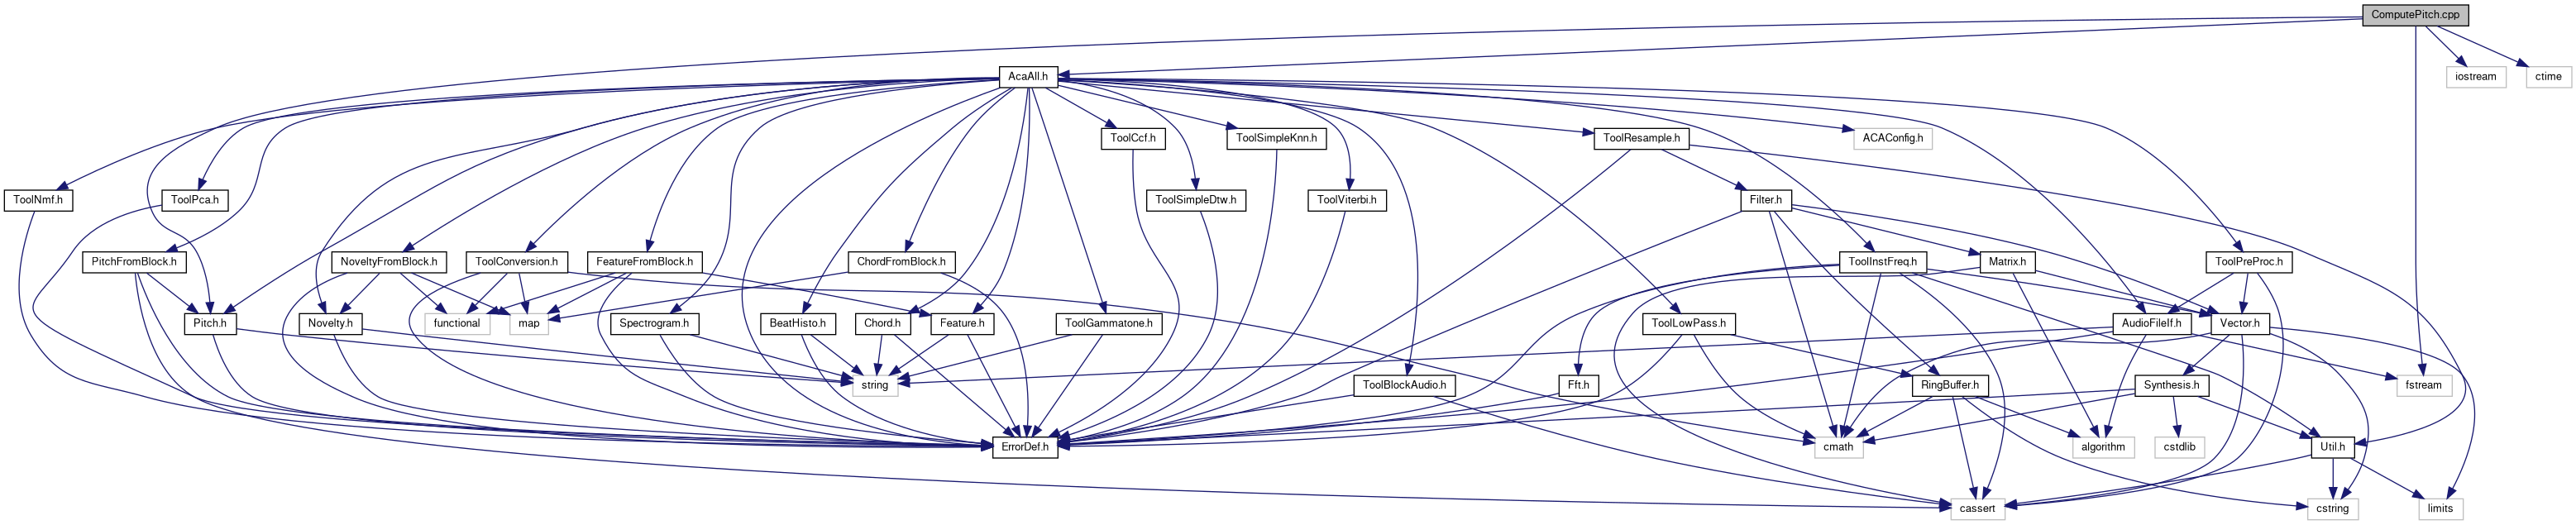 ComputePitch.cpp
AcaAll.h
iostream
ctime
ToolCcf.h
ToolSimpleKnn.h
ToolResample.h
ACAConfig.h
ToolNmf.h
ToolPca.h
ToolSimpleDtw.h
ToolViterbi.h
Filter.h
PitchFromBlock.h
NoveltyFromBlock.h
ToolConversion.h
FeatureFromBlock.h
ChordFromBlock.h
ToolInstFreq.h
Matrix.h
ToolPreProc.h
Pitch.h
Novelty.h
functional
map
Spectrogram.h
BeatHisto.h
Chord.h
Feature.h
ToolGammatone.h
ToolLowPass.h
AudioFileIf.h
Vector.h
string
ToolBlockAudio.h
Fft.h
RingBuffer.h
Synthesis.h
fstream
ErrorDef.h
cmath
algorithm
cstdlib
Util.h
cassert
cstring
limits